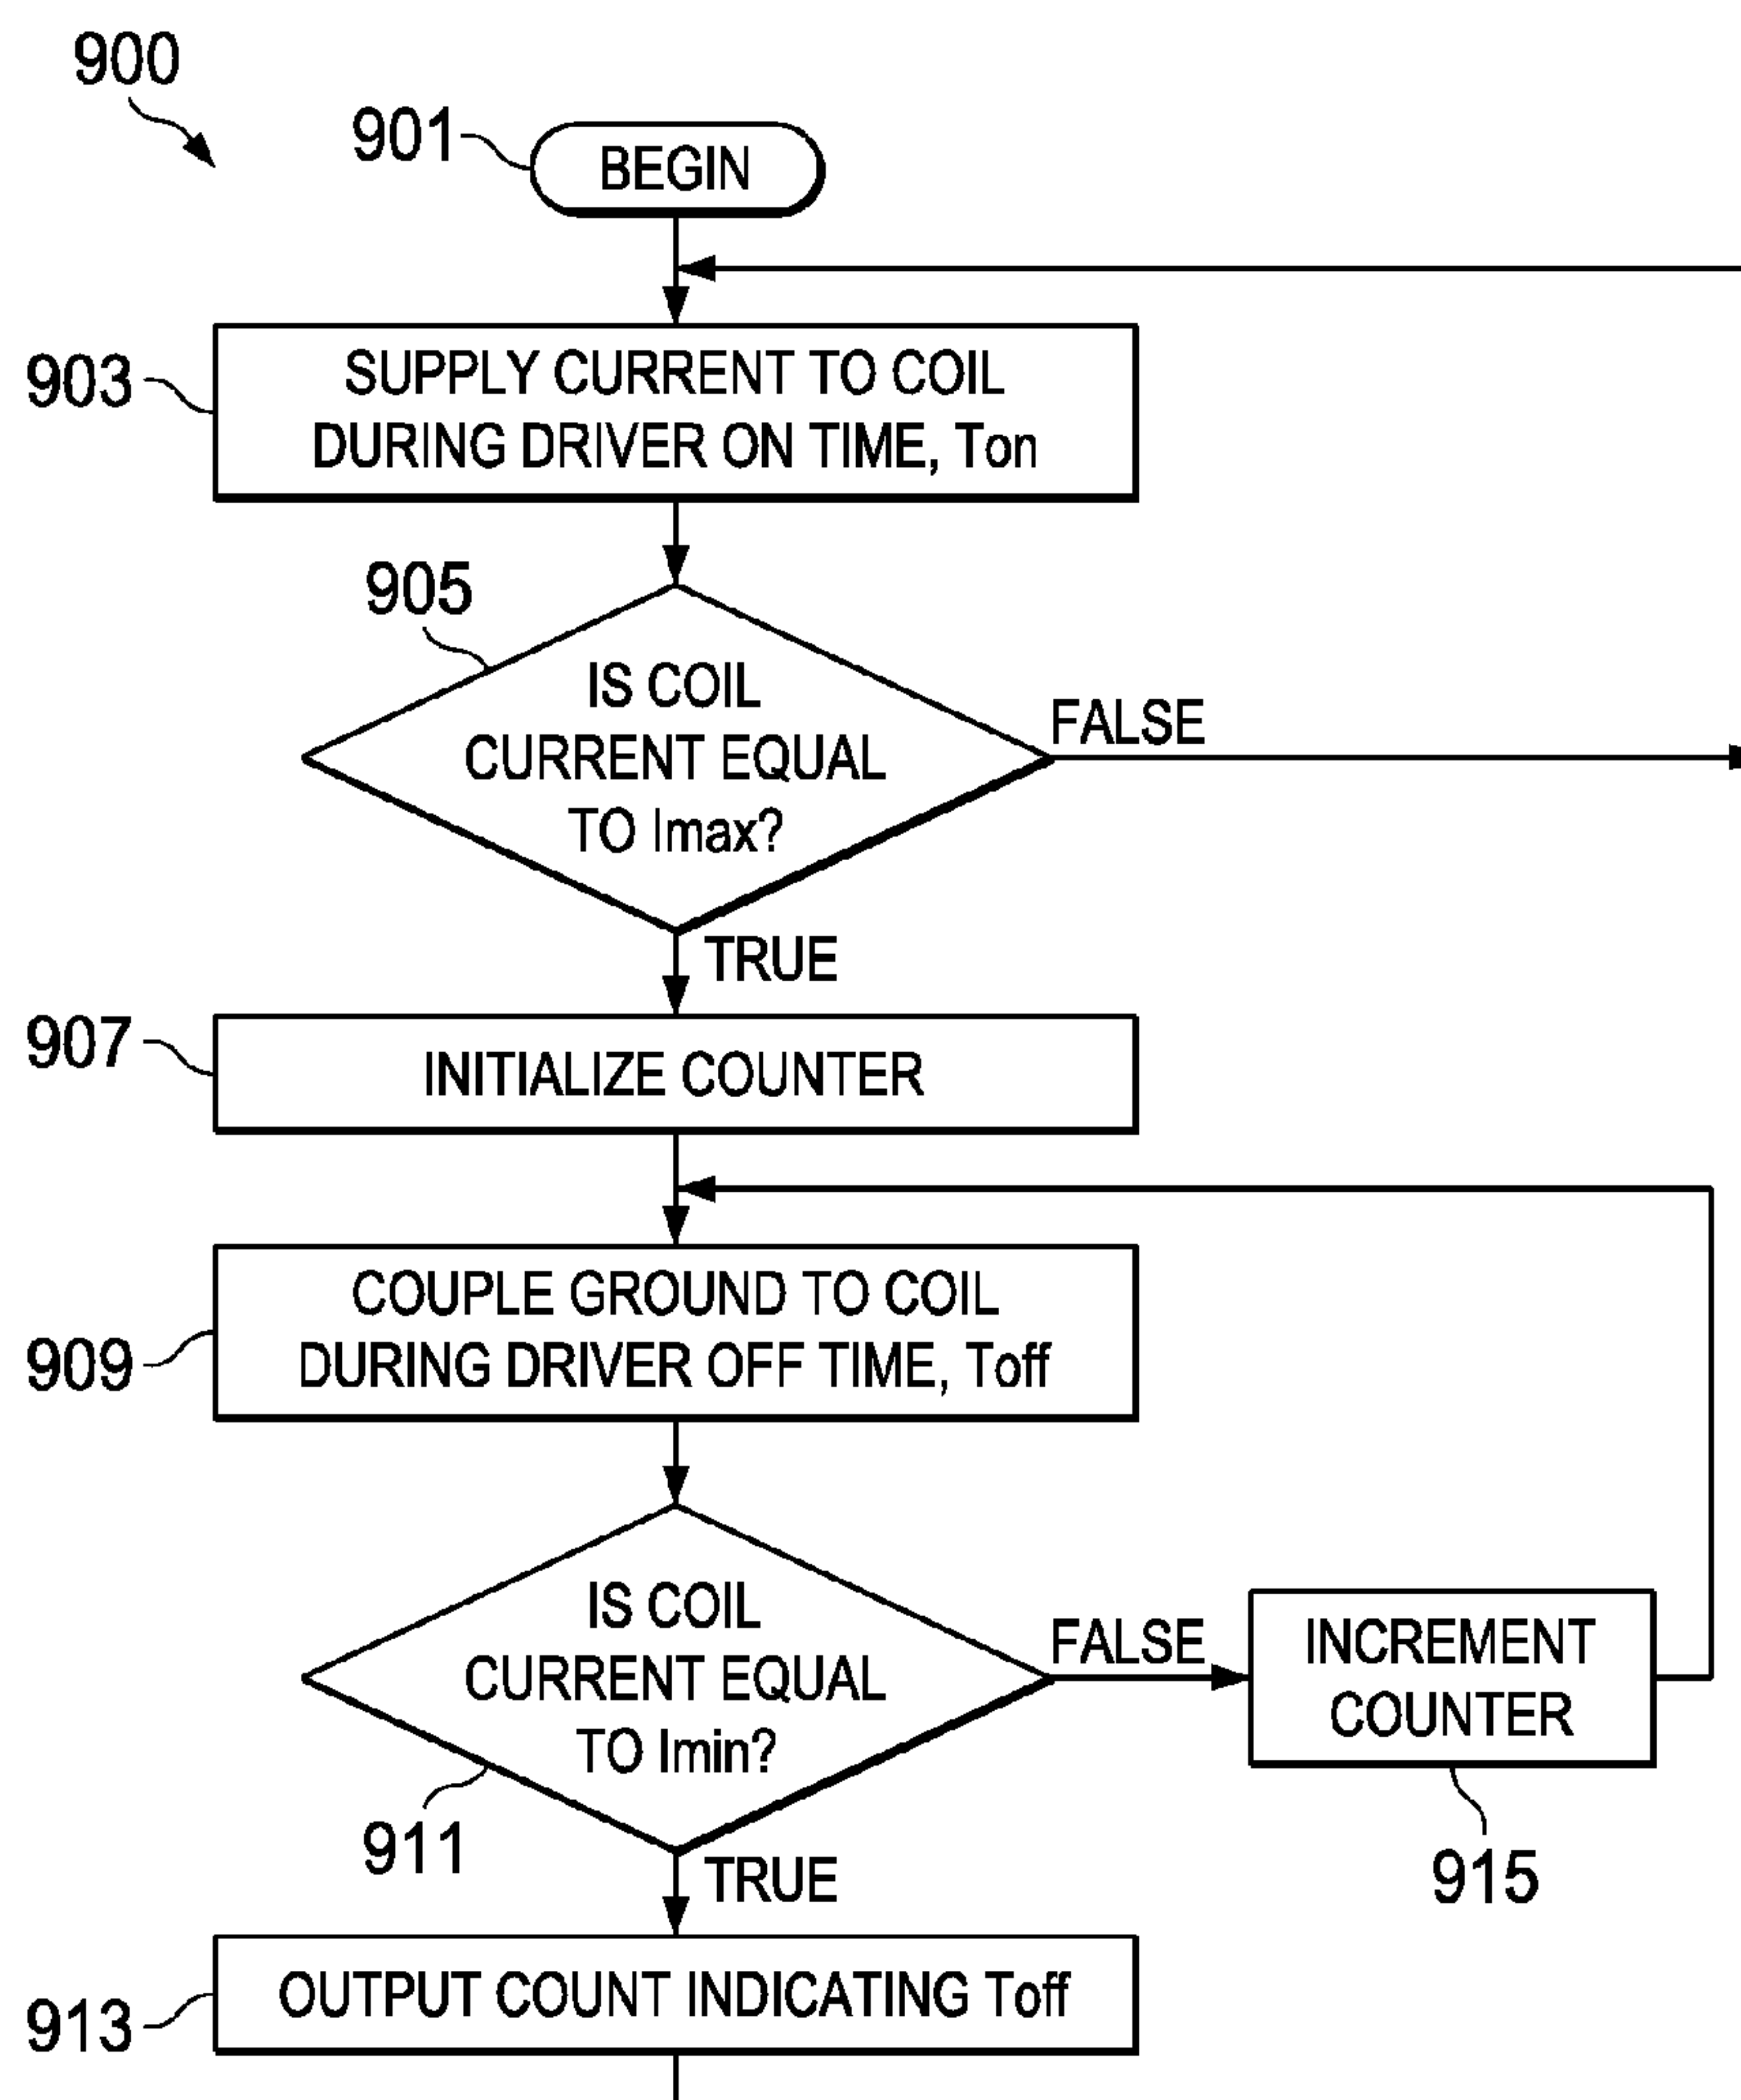 900
901
BEGIN
903
SUPPLY CURRENT TO COIL
DURING DRIVER ON TIME, Ton
905
IS COIL
CURRENT EQUAL
TO Imax?
FALSE
TRUE
907
INITIALIZE COUNTER
909
COUPLE GROUND TO COIL
DURING DRIVER OFF TIME, Toff
IS COIL
CURRENT EQUAL
TO Imin?
911
FALSE
INCREMENT
COUNTER
915
TRUE
913
OUTPUT COUNT INDICATING Toff